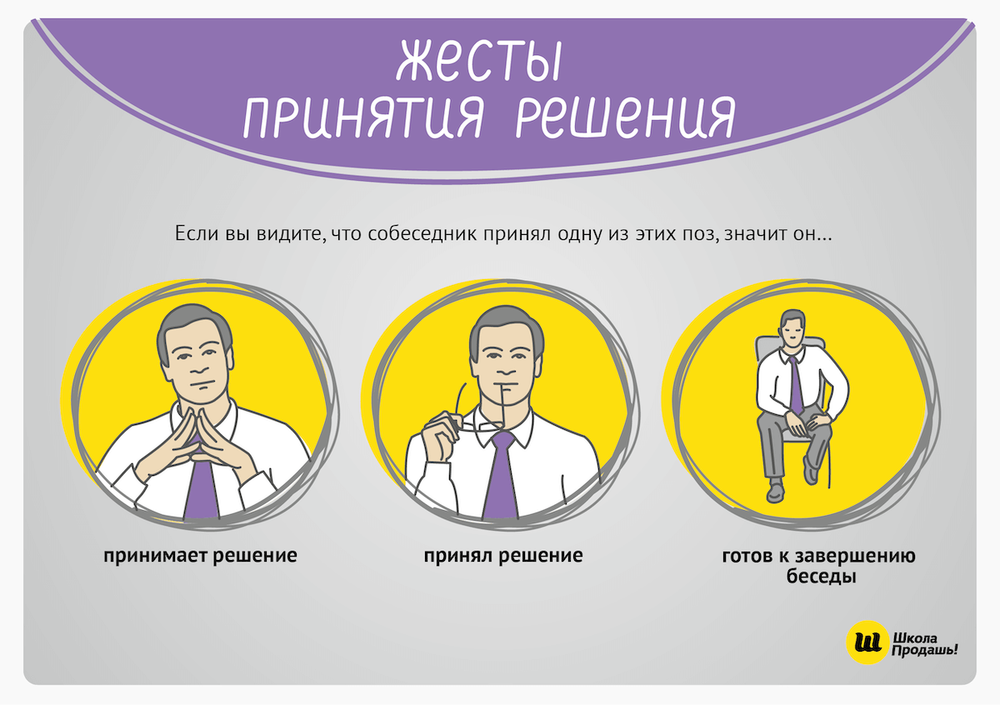 Жесты
принятия решения
Если вы видите, что собеседник принял одну из этих поз, значит он...
принимает решение
принял решение
готов к завершению
беседы
Ш
Школа
Продашь!